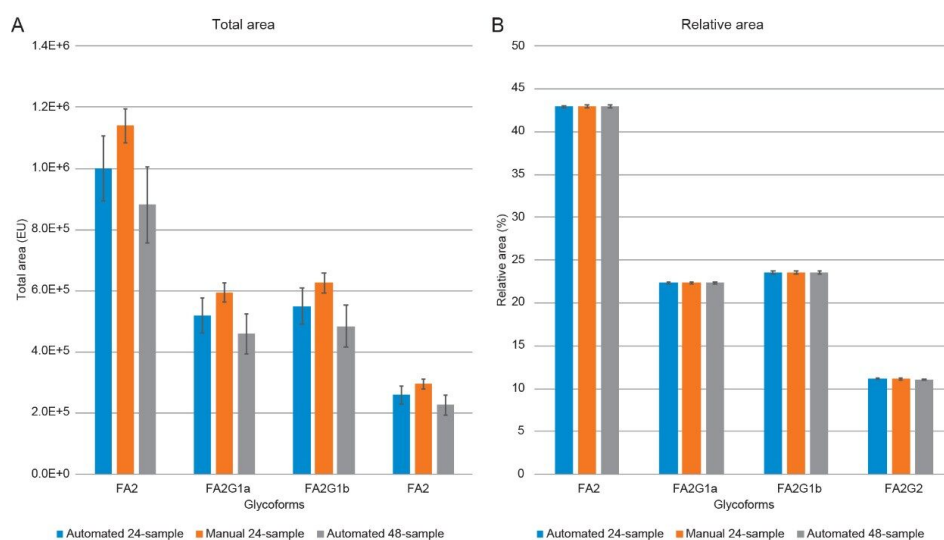 A
Total area
1.4E+6
1.2E+6
1.0E+6
8.0E+5
6.0E+5
4.0E+5
2.0E+5
0.0E+0
Total area (EU)
FA2 FA2G1a FA2G1b FA2
Glycoforms
Automated 24-sample Manual 24-sample Automated 48-sample
B
Relative area
50
45
40
35
30
25
20
15
10
5
0
Relative area (%)
FA2 FA2G1a FA2G1b FA2G2
Glycoforms
Automated 24-sample Manual 24-sample Automated 48-sample